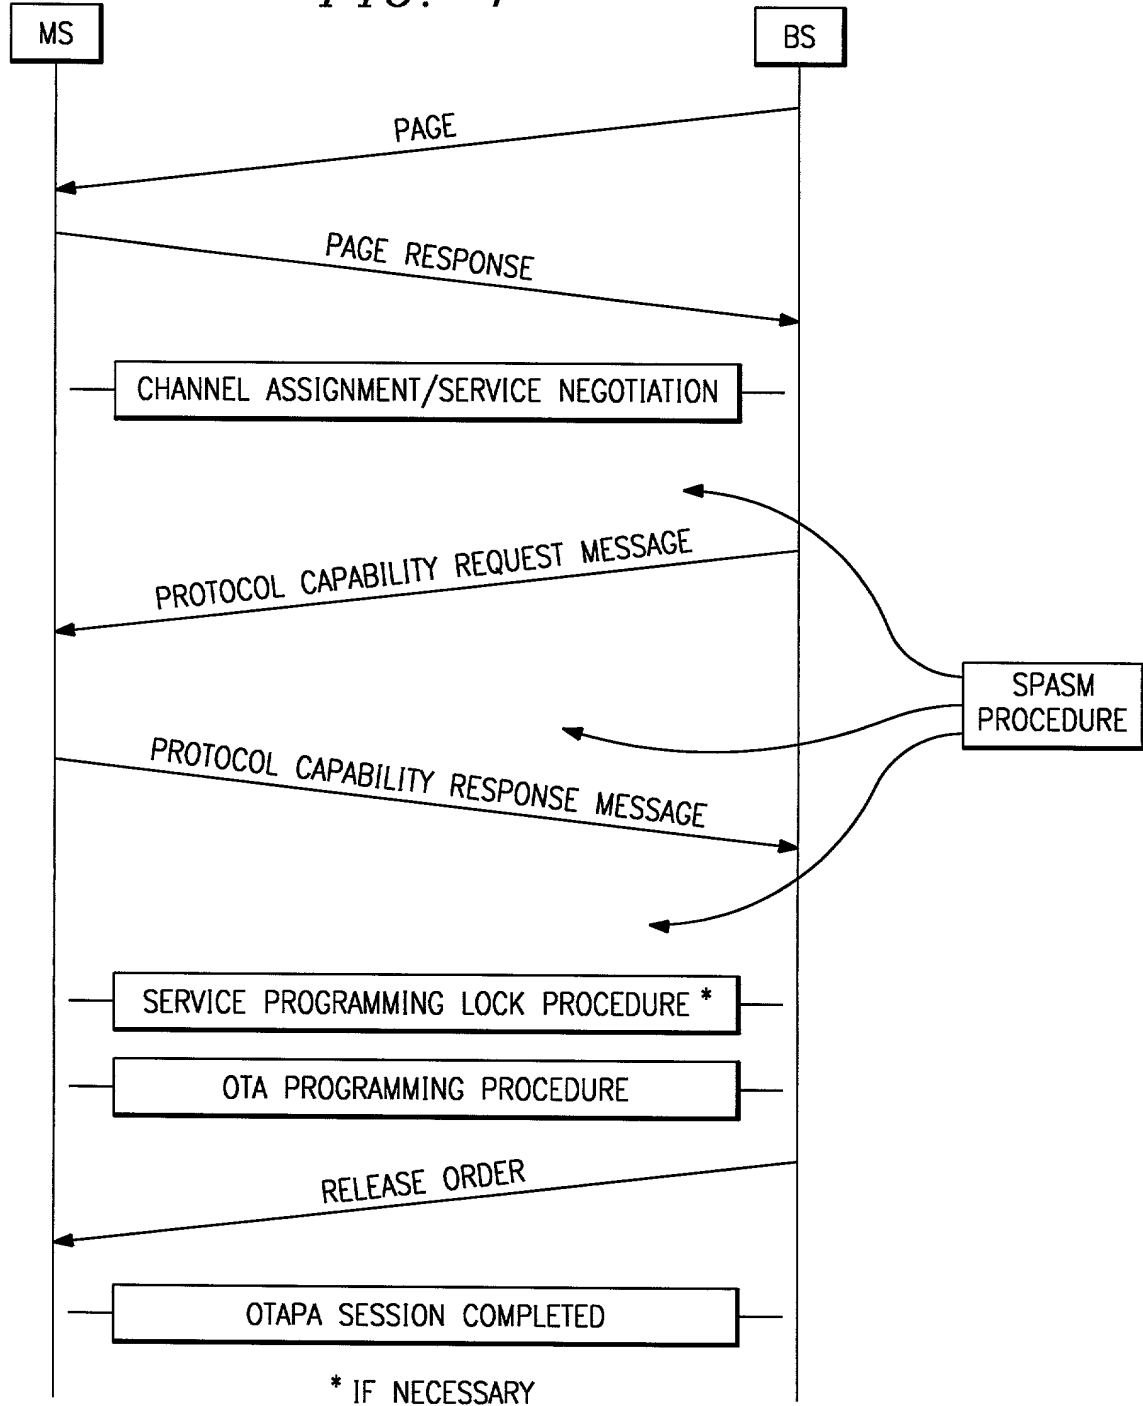 FIG.
MS
BS
PAGE
PAGE RESPONSE
CHANNEL ASSIGNMENT/SERVICE NEGOTIATION
PROTOCOL CAPABILITY REQUEST MESSAGE
SPASM
PROCEDURE
PROTOCOL CAPABILITY RESPONSE MESSAGE
SERVICE PROGRAMMING LOCK PROCEDURE *
OTA PROGRAMMING PROCEDURE
RELEASE ORDER
OTAPA SESSION COMPLETED
* IF NECESSARY